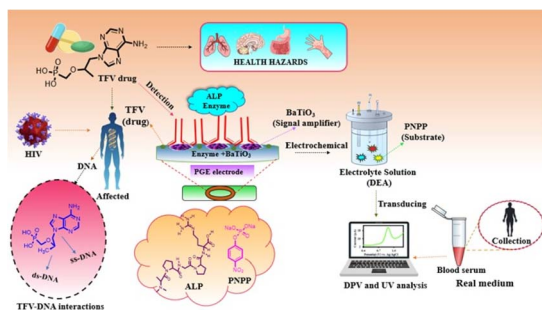 NH₂
HO
OH
TFV drug
HEALTH HAZARDS
Detection
ALP
Enzyme
TFV
(drug)
BaTiO₃
(Signal amplifier)
PNPP
(Substrate)
HIV
Enzyme +BaTiO₃
Electrochemical
PGE electrode
DNA
Affected
Electrolyte Solution
(DEA)
Transducing
Collection
ss-DNA
ds-DNA
ALP
PNPP
Blood serum
Real medium
DPV and UV analysis
TFV-DNA interactions